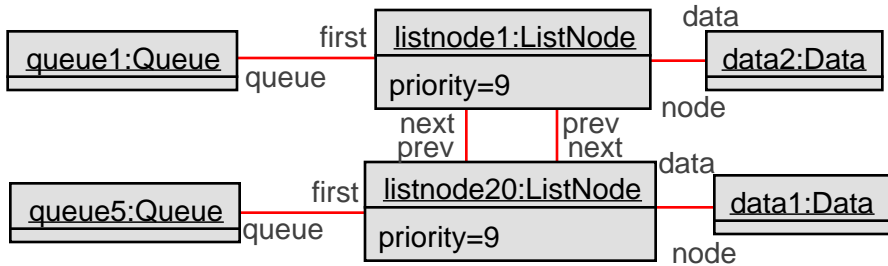 data
first listnode1:ListNode
queue1:Queue data2:Data
queue priority=9
node
next prev
prev next
data
first listnode20:ListNode
queue5:Queue data1:Data
queue
priority=9 node